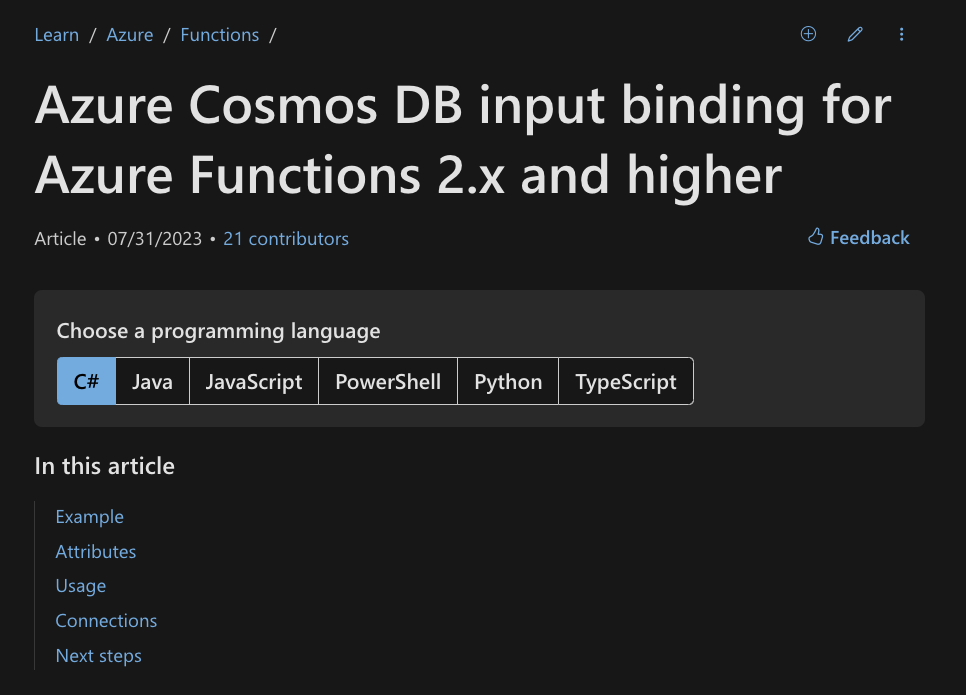 Learn / Azure / Functions /
Azure Cosmos DB input binding for
Azure Functions 2.x and higher
Article • 07/31/2023 • 21 contributors
Feedback
Choose a programming language
C# Java JavaScript PowerShell Python TypeScript
In this article
Example
Attributes
Usage
Connections
Next steps